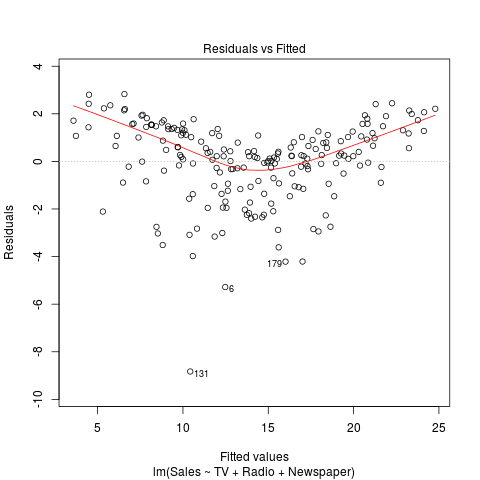 Residuals vs Fitted
Residuals
4
2
0
-2
-4
-6
-8
-10
179
6
131
5 10 15 20 25
Fitted values
lm(Sales ~ TV + Radio + Newspaper)